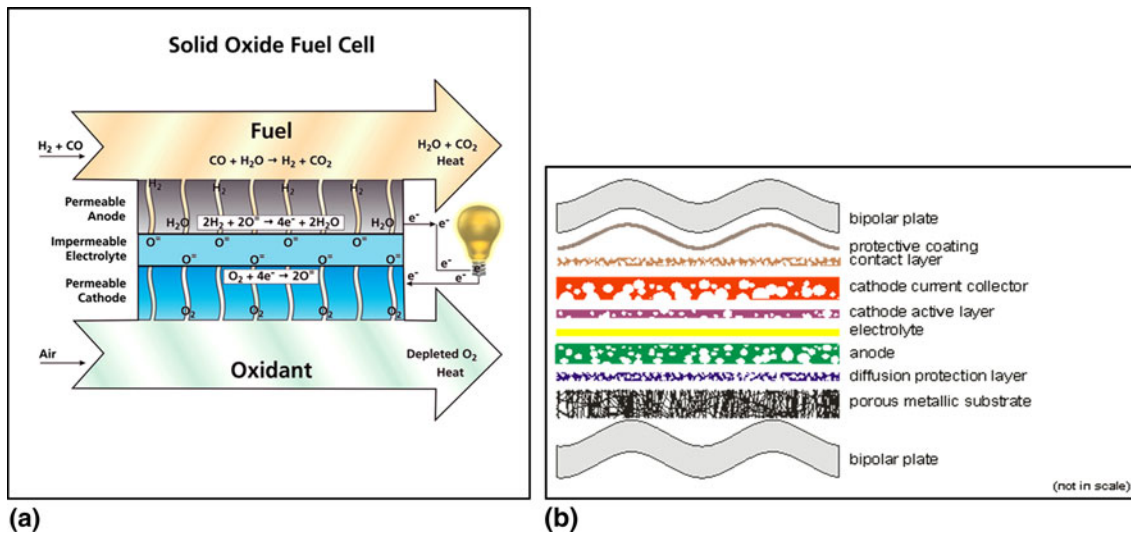 Solid Oxide Fuel Cell
Fuel
H₂ + CO
CO + H₂O → H₂ + CO₂
H₂O + CO₂
Heat
H₂ H₂ H₂ H₂
Permeable
Anode
H₂O 2H₂ + 2O⁼ → 4e⁻ + 2H₂O H₂O
e⁻
e⁻
Impermeable
Electrolyte
O⁼ O⁼ O⁼ O⁼
O⁼ O⁼ O⁼ O⁼
e⁻ e⁻
e⁻
e⁻
Permeable
Cathode
O₂ + 4e⁻ → 2O⁼
O₂ O₂ O₂ O₂
Air
Oxidant
Depleted O₂
Heat
(a)
bipolar plate
protective coating
contact layer
cathode current collector
cathode active layer
electrolyte
anode
diffusion protection layer
porous metallic substrate
bipolar plate
(not in scale)
(b)